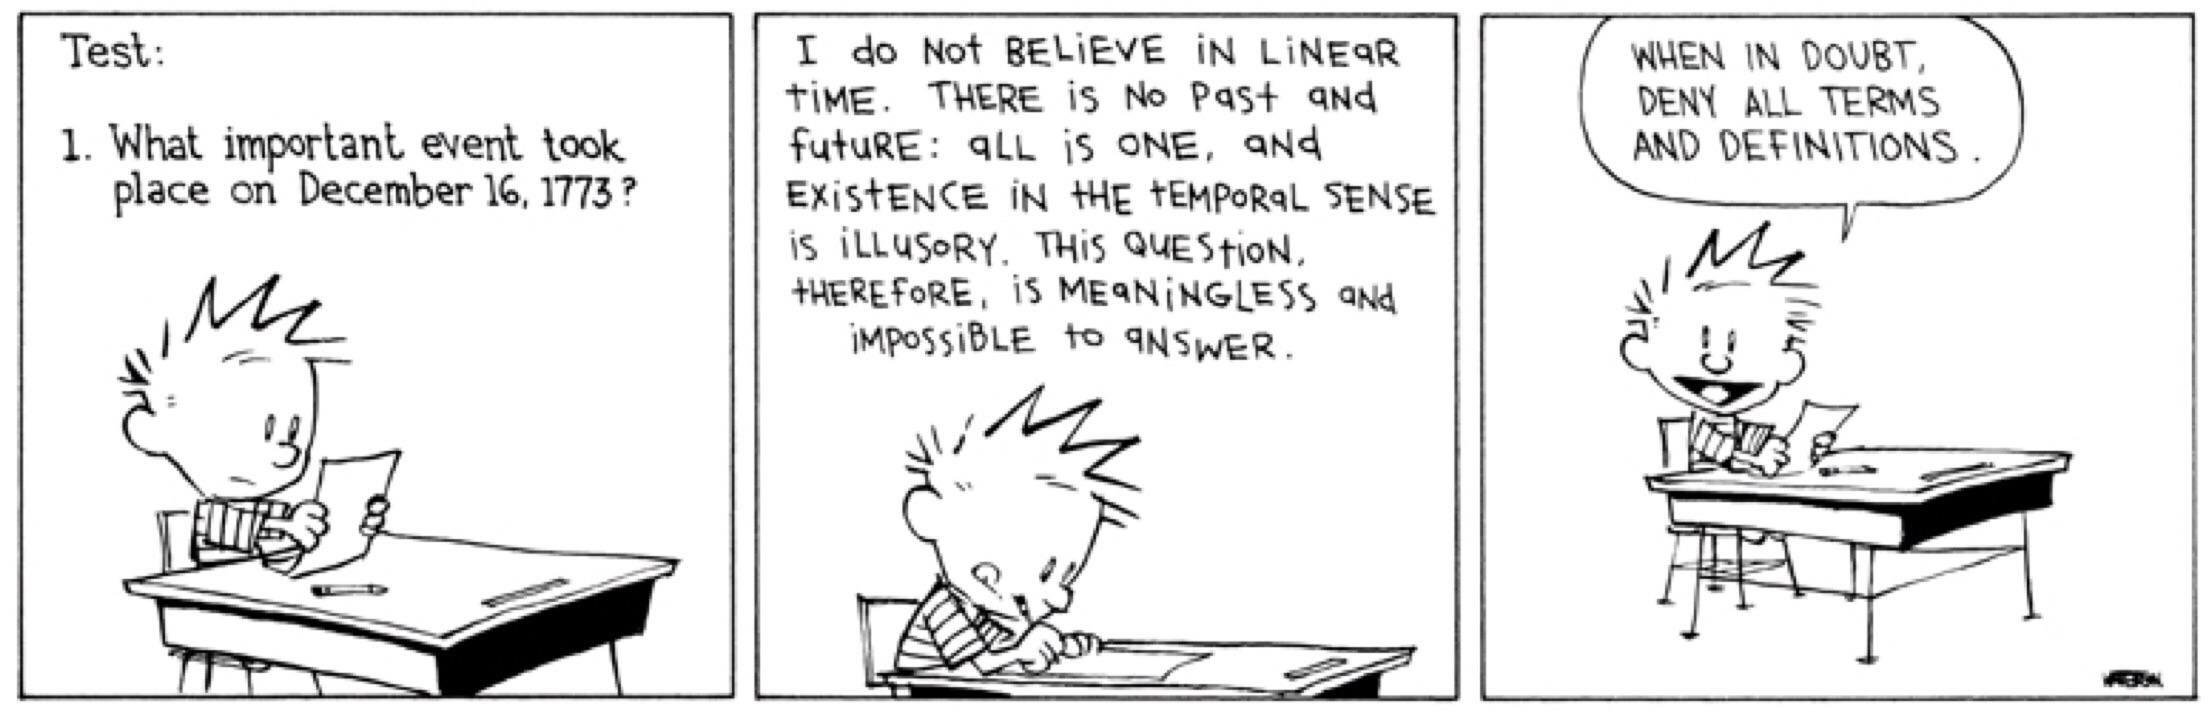 Test:
1. What important event took
place on December 16, 1773?
I do Not BELiEVE iN LiNEaR
tiME. THERE is No Past aNd
futuRE: aLL is ONE, aNd
EXistENCE iN tHE tEMPoRaL SENSE
is iLLUSoRY. THis QUEStioN,
tHEREfoRE, is MEaNiNGLESS aNd
iMPoSSiBLE to aNSWER.
WHEN IN DOUBT,
DENY ALL TERMS
AND DEFINITIONS.
WATTERSON